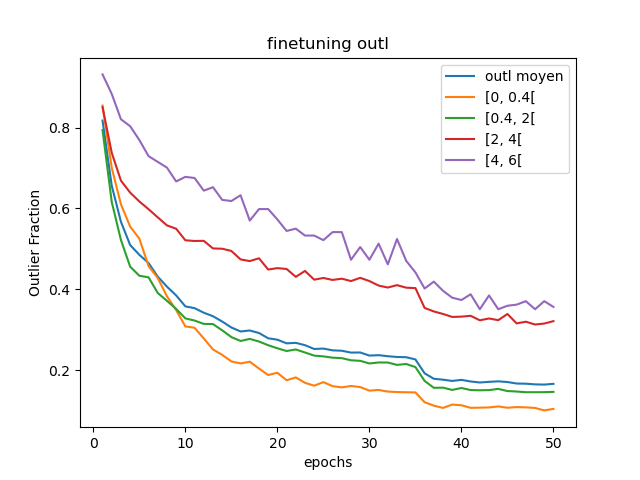 finetuning outl
outl moyen
[0, 0.4[
[0.4, 2[
[2, 4[
[4, 6[
Outlier Fraction
0.8
0.6
0.4
0.2
0 10 20 30 40 50
epochs